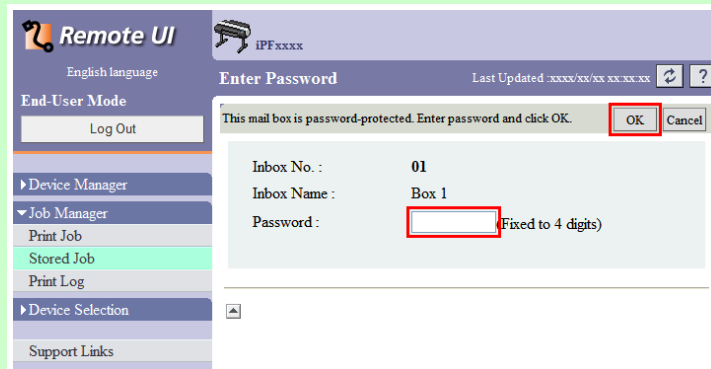 Remote UI
iPFxxxx
English language
Enter Password
Last Updated :xxxx/xx/xx xx:xx:xx
?
End-User Mode
Log Out
This mail box is password-protected. Enter password and click OK.
OK
Cancel
Inbox No. : 01
Inbox Name : Box 1
Password : (Fixed to 4 digits)
Device Manager
Job Manager
Print Job
Stored Job
Print Log
Device Selection
Support Links